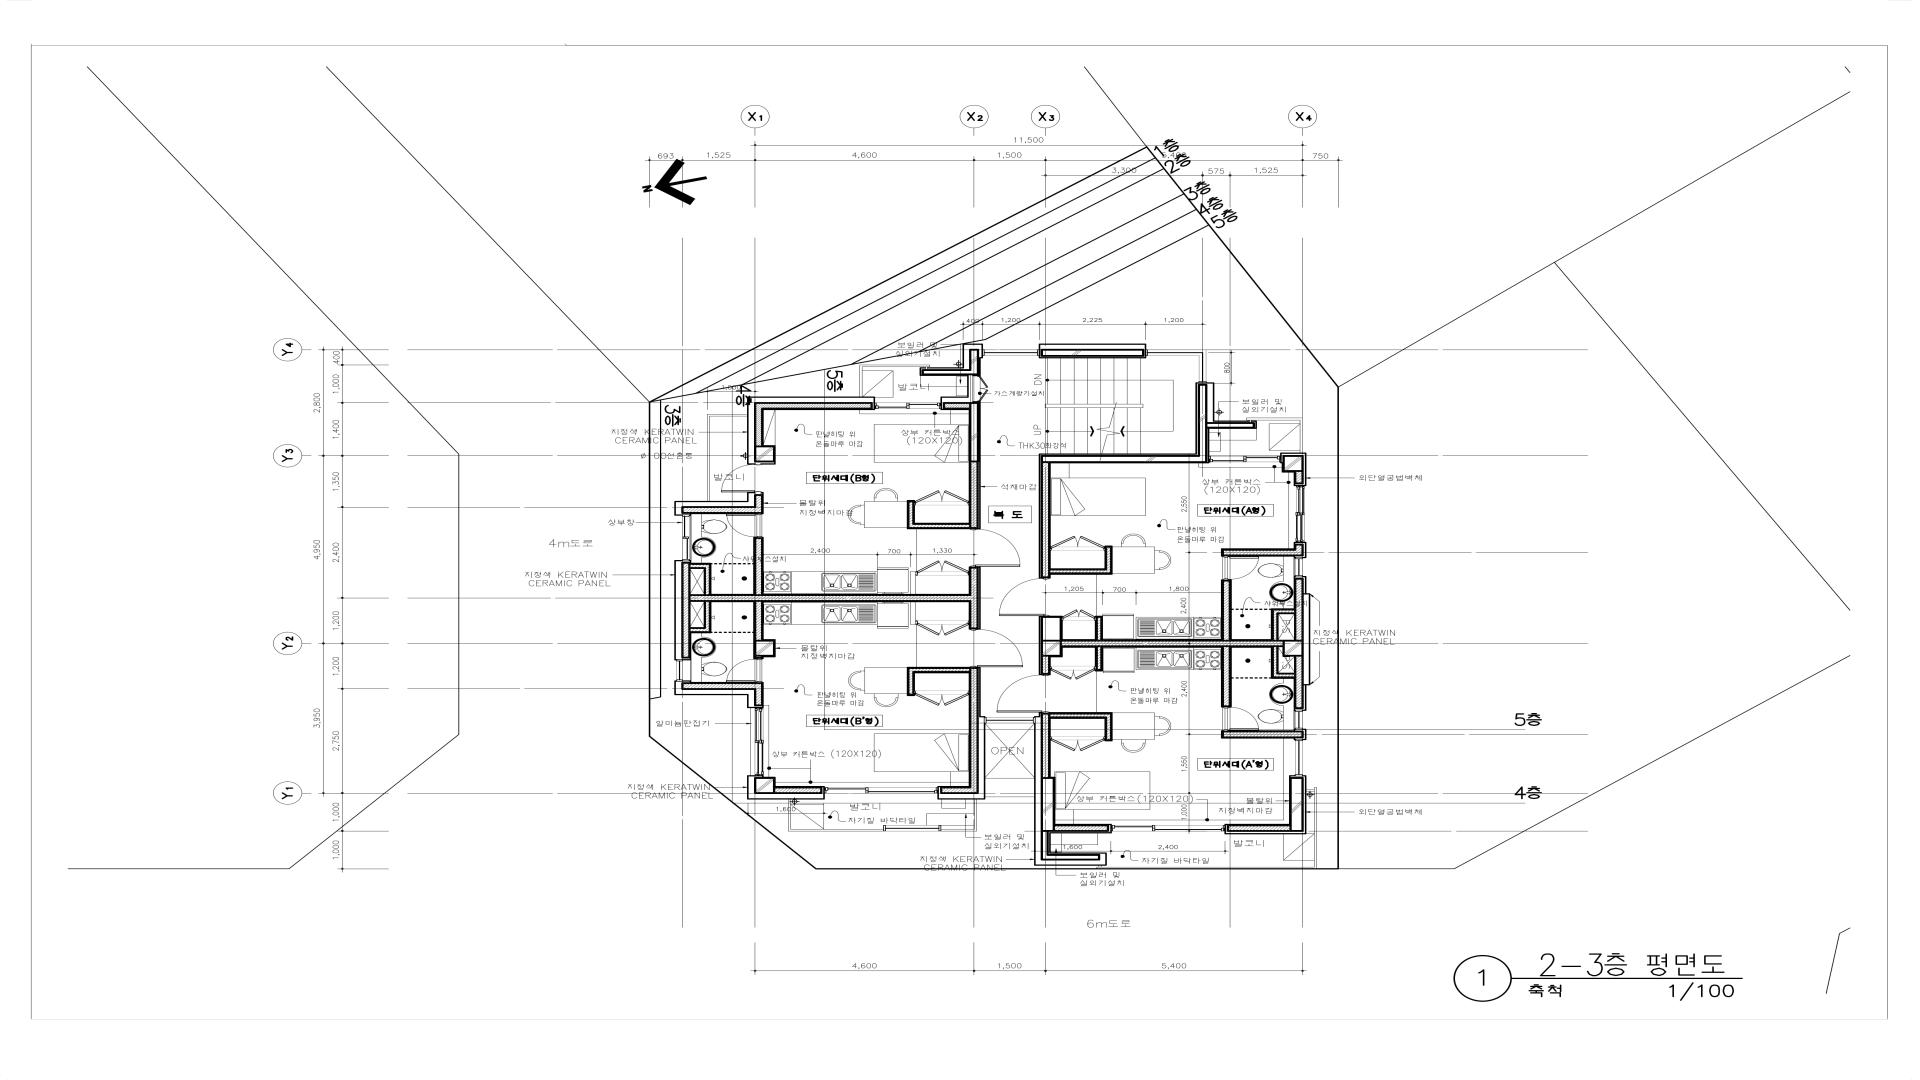 X1
X2
X3
X4
11,500
693
1,525
4,600
1,500
750
3,300
575
1,525
N
1층
2층
3층
4층
5층
400
1,200
2,225
1,200
Y4
Y3
Y2
Y1
400
1,000
2,800
1,400
1,350
4,950
2,400
1,200
1,200
3,950
2,750
1,000
1,000
800
보일러 및
실외기설치
발코니
5층
4층
3층
DN
UP
가스계량기설치
THK30화강석
보일러 및
실외기설치
지정색 KERATWIN
CERAMIC PANEL
판넬히팅 위
온돌마루 마감
상부 커튼박스
(120X120)
단위세대(B형)
발코니
몰탈위
지정벽지마감
석재마감
복 도
상부 커튼박스
(120X120)
외단열공법벽체
단위세대(A형)
2,550
판넬히팅 위
온돌마루 마감
상부창
4m도로
2,400
700
1,330
지정색 KERATWIN
CERAMIC PANEL
1,205
700
1,800
2,400
지정색 KERATWIN
CERAMIC PANEL
몰탈위
지정벽지마감
판넬히팅 위
온돌마루 마감
2,400
판넬히팅 위
온돌마루 마감
단위세대(B'형)
알미늄판접기
상부 커튼박스 (120X120)
OPEN
단위세대(A'형)
1,550
5층
4층
지정색 KERATWIN
CERAMIC PANEL
상부 커튼박스(120X120)
몰탈위
지정벽지마감
외단열공법벽체
1,000
1,600
발코니
자기질 바닥타일
보일러 및
실외기설치
1,600
2,400
발코니
지정색 KERATWIN
CERAMIC PANEL
자기질 바닥타일
보일러 및
실외기설치
6m도로
4,600
1,500
5,400
1
2-3층 평면도
축척
1/100